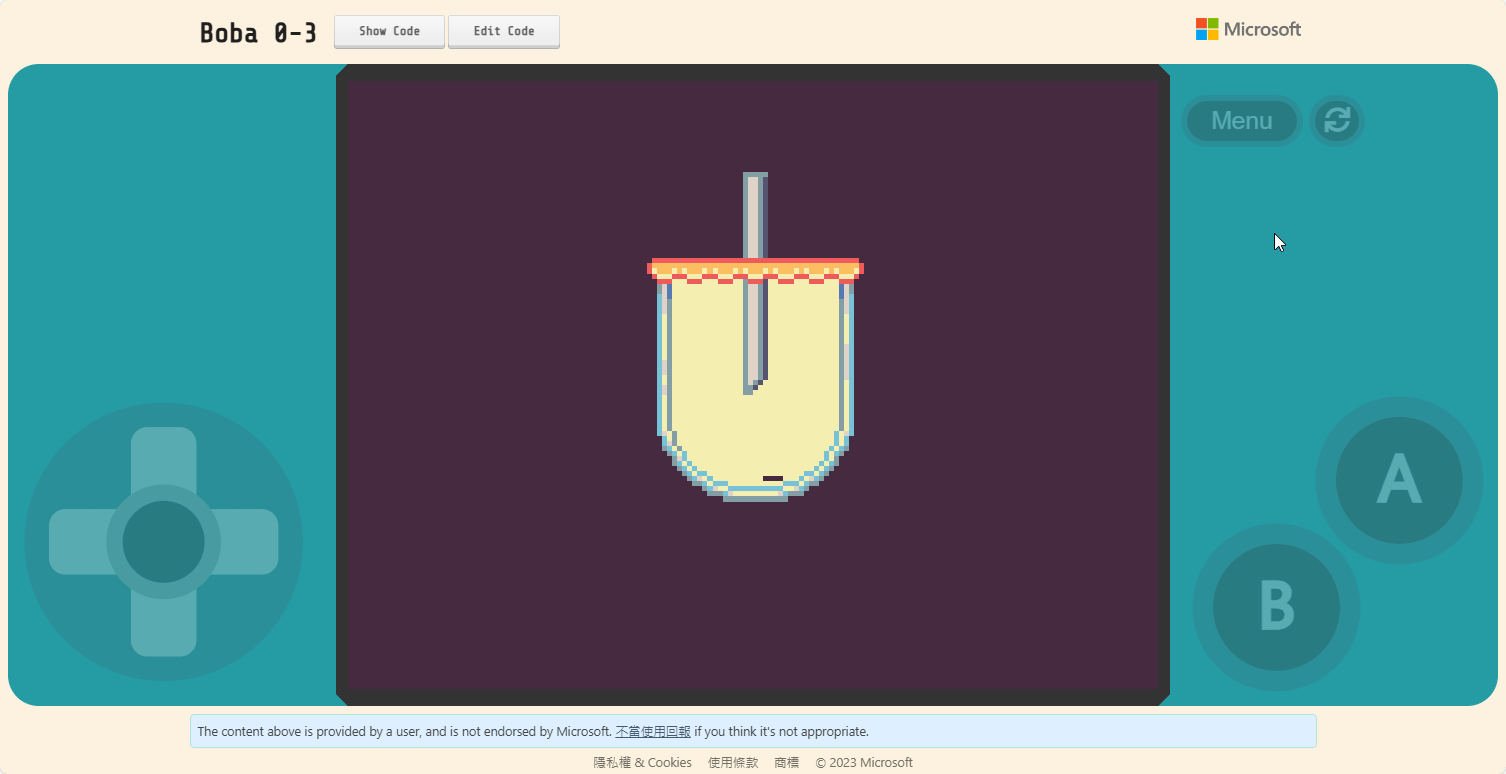 Boba 0-3
Show Code
Edit Code
Microsoft
Menu
A
B
The content above is provided by a user, and is not endorsed by Microsoft. 不當使用回報 if you think it's not appropriate.
隱私權 & Cookies 使用條款 商標 © 2023 Microsoft